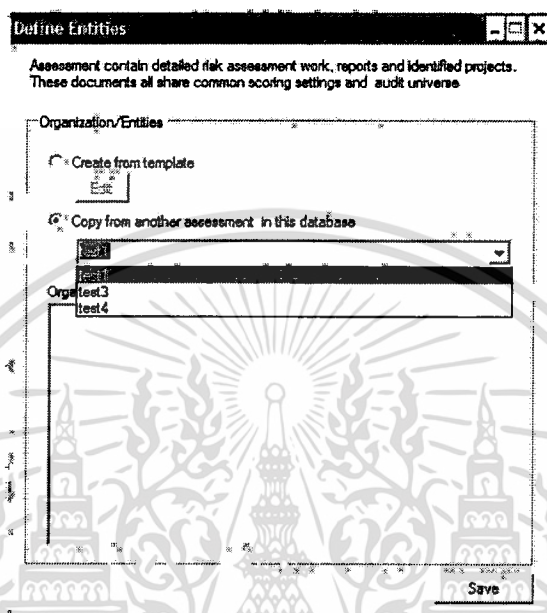 Define Entities
Assessment contain detailed risk assessment work, reports and identified projects.
These documents all share common scoring settings and audit universe
Organization/Entities
Create from template
Edit
Copy from another assessment in this database
test1
test1
Orga
test3
test4
Save